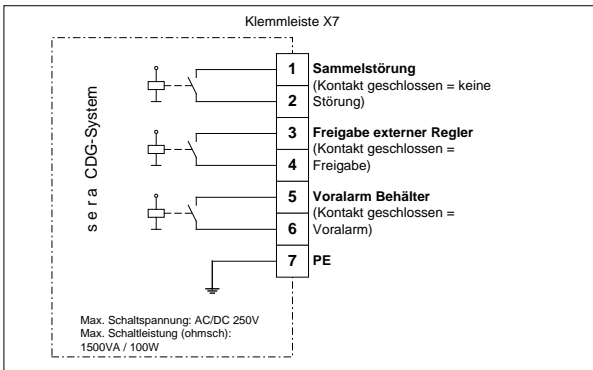 Klemmleiste X7
sera CDG-System
1
Sammelstörung
(Kontakt geschlossen = keine
2
Störung)
3
Freigabe externer Regler
(Kontakt geschlossen =
4
Freigabe)
5
Voralarm Behälter
(Kontakt geschlossen =
6
Voralarm)
7
PE
Max. Schaltspannung: AC/DC 250V
Max. Schaltleistung (ohmsch):
1500VA / 100W